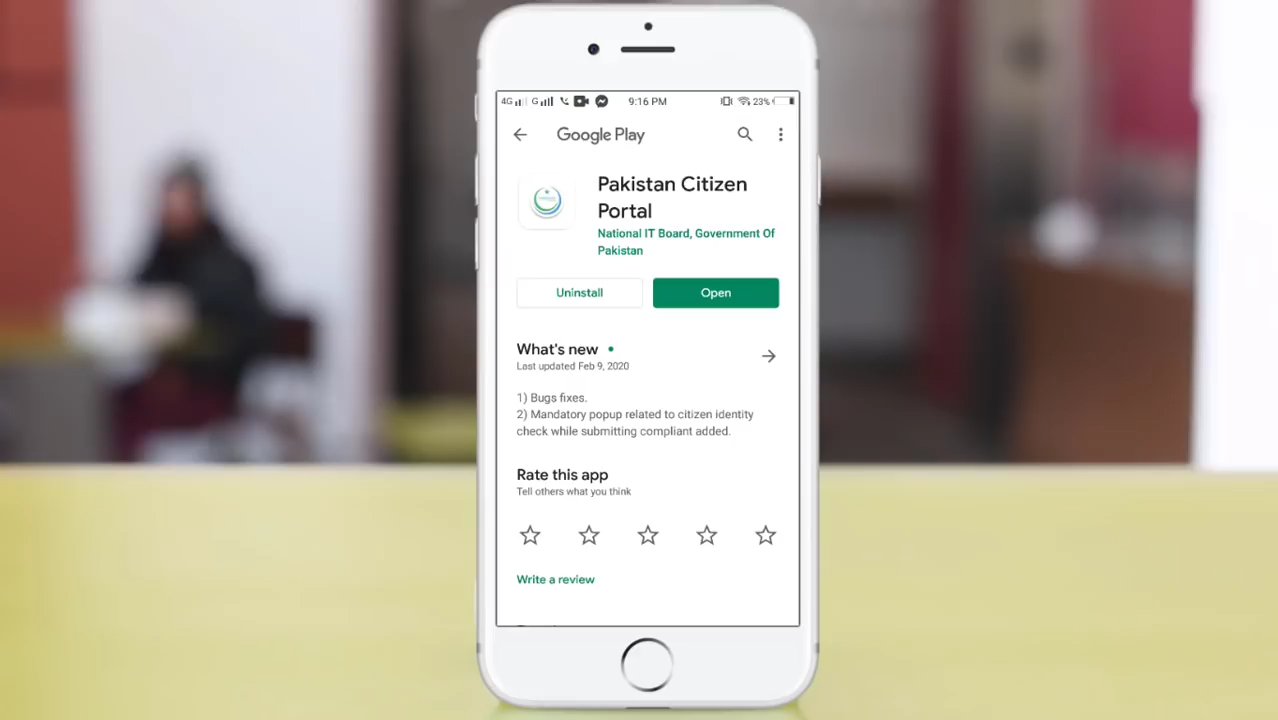 4G G 9:16 PM 23%
Google Play
Pakistan Citizen
Portal
National IT Board, Government Of
Pakistan
Uninstall Open
What's new
Last updated Feb 9, 2020
1) Bugs fixes.
2) Mandatory popup related to citizen identity
check while submitting compliant added.
Rate this app
Tell others what you think
Write a review